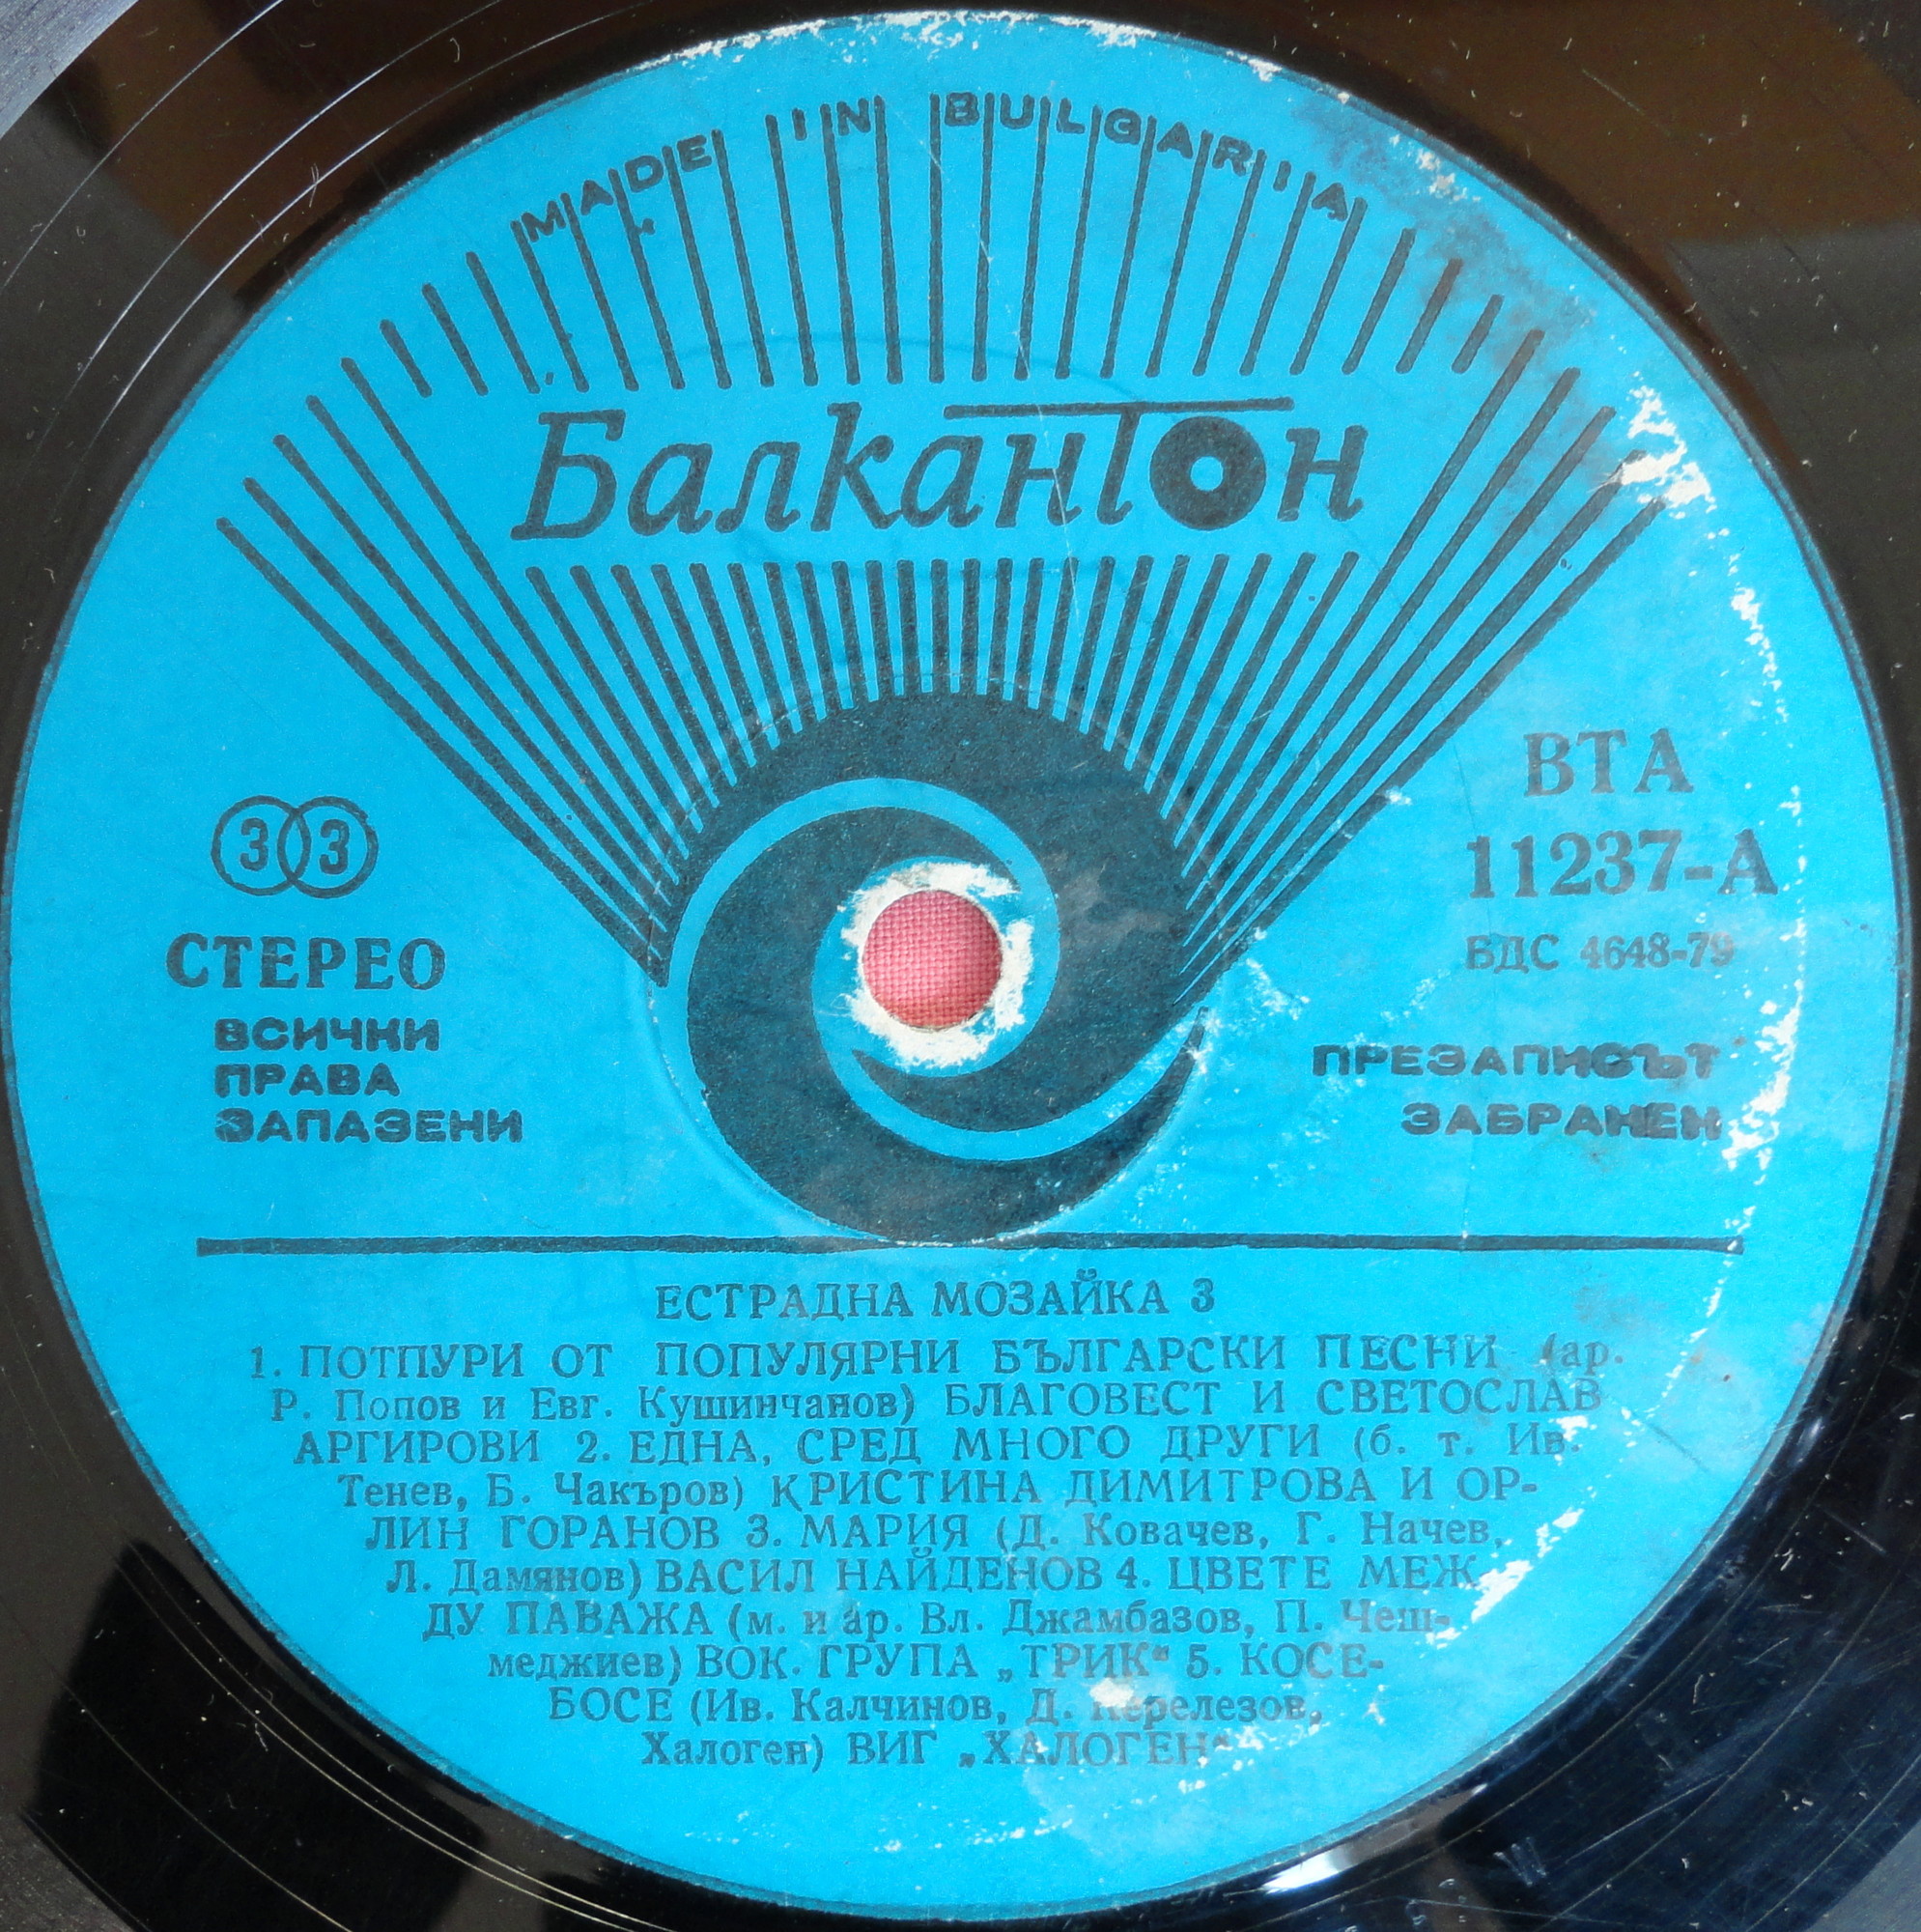 MADE IN BULGARIA
Балкантон
33
СТЕРЕО
ВСИЧКИ
ПРАВА
ЗАПАЗЕНИ
ВТА
11237-А
БДС 4648-79
ПРЕЗАПИСЪТ
ЗАБРАНЕН
ЕСТРАДНА МОЗАЙКА 3
1. ПОТПУРИ ОТ ПОПУЛЯРНИ БЪЛГАРСКИ ПЕСНИ (ар.
Р. Попов и Евг. Кушинчанов) БЛАГОВЕСТ И СВЕТОСЛАВ
АРГИРОВИ 2. ЕДНА, СРЕД МНОГО ДРУГИ (б. т. Ив.
Тенев, Б. Чакъров) КРИСТИНА ДИМИТРОВА И ОР-
ЛИН ГОРАНОВ 3. МАРИЯ (Д. Ковачев, Г. Начев,
Л. Дамянов) ВАСИЛ НАЙДЕНОВ 4. ЦВЕТЕ МЕЖ
ДУ ПАВАЖА (м. и ар. Вл. Джамбазов, П. Чеш-
меджиев) ВОК. ГРУПА „ТРИК“ 5. КОСЕ-
БОСЕ (Ив. Калчинов, Д. Керелезов,
Халоген) ВИГ „ХАЛОГЕН“